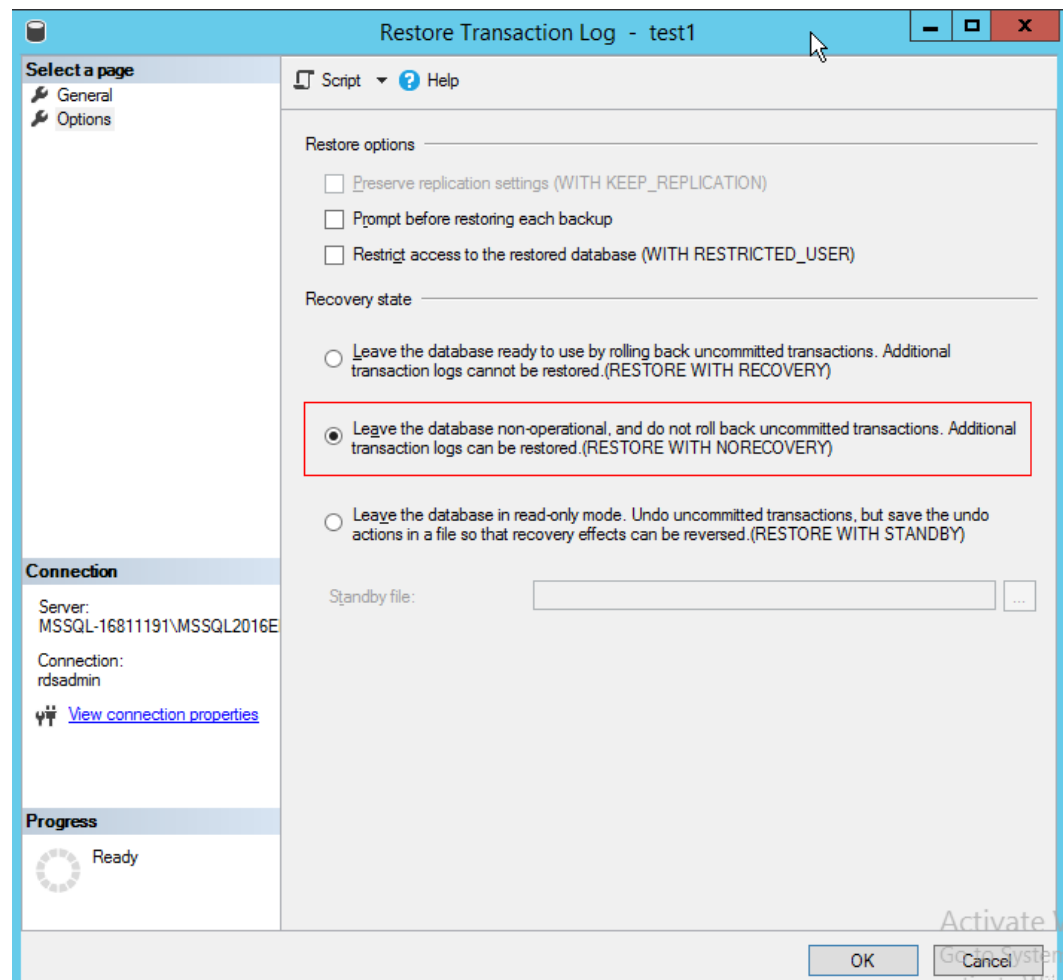 Restore Transaction Log - test1
Select a page
General
Options
Script
Help
Restore options
Preserve replication settings (WITH KEEP_REPLICATION)
Prompt before restoring each backup
Restrict access to the restored database (WITH RESTRICTED_USER)
Recovery state
Leave the database ready to use by rolling back uncommitted transactions. Additional
transaction logs cannot be restored.(RESTORE WITH RECOVERY)
Leave the database non-operational, and do not roll back uncommitted transactions. Additional
transaction logs can be restored.(RESTORE WITH NORECOVERY)
Leave the database in read-only mode. Undo uncommitted transactions, but save the undo
actions in a file so that recovery effects can be reversed.(RESTORE WITH STANDBY)
Standby file:
...
Connection
Server:
MSSQL-16811191\MSSQL2016E
Connection:
rdsadmin
View connection properties
Progress
Ready
Activate
Go to System
OK
Cancel